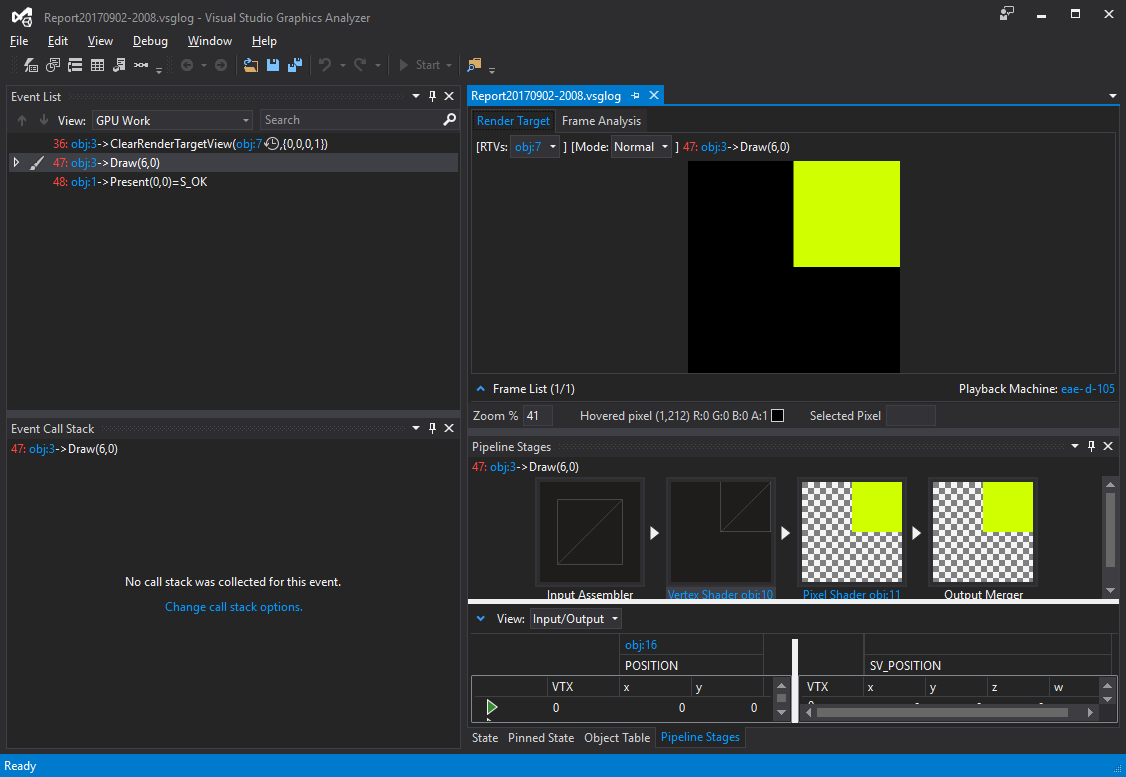 Report20170902-2008.vsglog - Visual Studio Graphics Analyzer
File Edit View Debug Window Help
Start
Event List
View: GPU Work Search
36: obj:3->ClearRenderTargetView(obj:7,{0,0,0,1})
47: obj:3->Draw(6,0)
48: obj:1->Present(0,0)=S_OK
Event Call Stack
47: obj:3->Draw(6,0)
No call stack was collected for this event.
Change call stack options.
Report20170902-2008.vsglog
Render Target Frame Analysis
[RTVs: obj:7 ] [Mode: Normal ] 47: obj:3->Draw(6,0)
Frame List (1/1) Playback Machine: eae-d-105
Zoom % 41 Hovered pixel (1,212) R:0 G:0 B:0 A:1 Selected Pixel
Pipeline Stages
47: obj:3->Draw(6,0)
Input Assembler Vertex Shader obj:10 Pixel Shader obj:11 Output Merger
View: Input/Output
obj:16
POSITION SV_POSITION
VTX x y VTX x y z w
0 0 0
State Pinned State Object Table Pipeline Stages
Ready